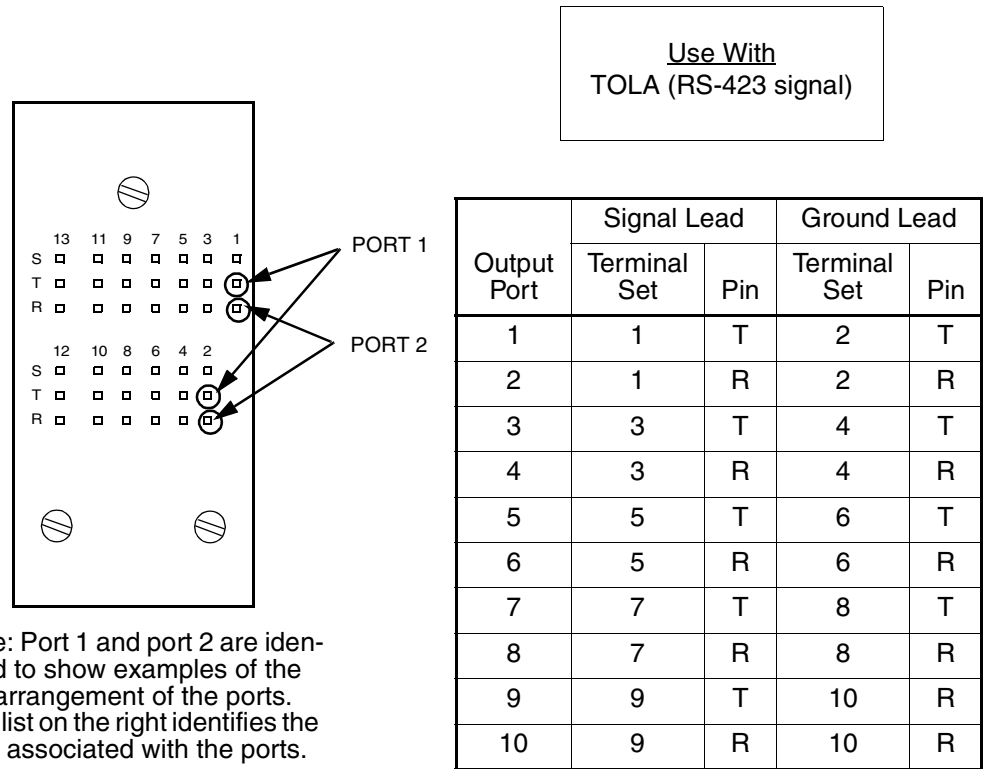 Use With
TOLA (RS-423 signal)
13 11 9 7 5 3 1
S
T
R
12 10 8 6 4 2
S
T
R
PORT 1
PORT 2
e: Port 1 and port 2 are iden-
d to show examples of the
arrangement of the ports.
list on the right identifies the
associated with the ports.
Signal Lead Ground Lead
Output Port Terminal Set Pin Terminal Set Pin
1 1 T 2 T
2 1 R 2 R
3 3 T 4 T
4 3 R 4 R
5 5 T 6 T
6 5 R 6 R
7 7 T 8 T
8 7 R 8 R
9 9 T 10 R
10 9 R 10 R